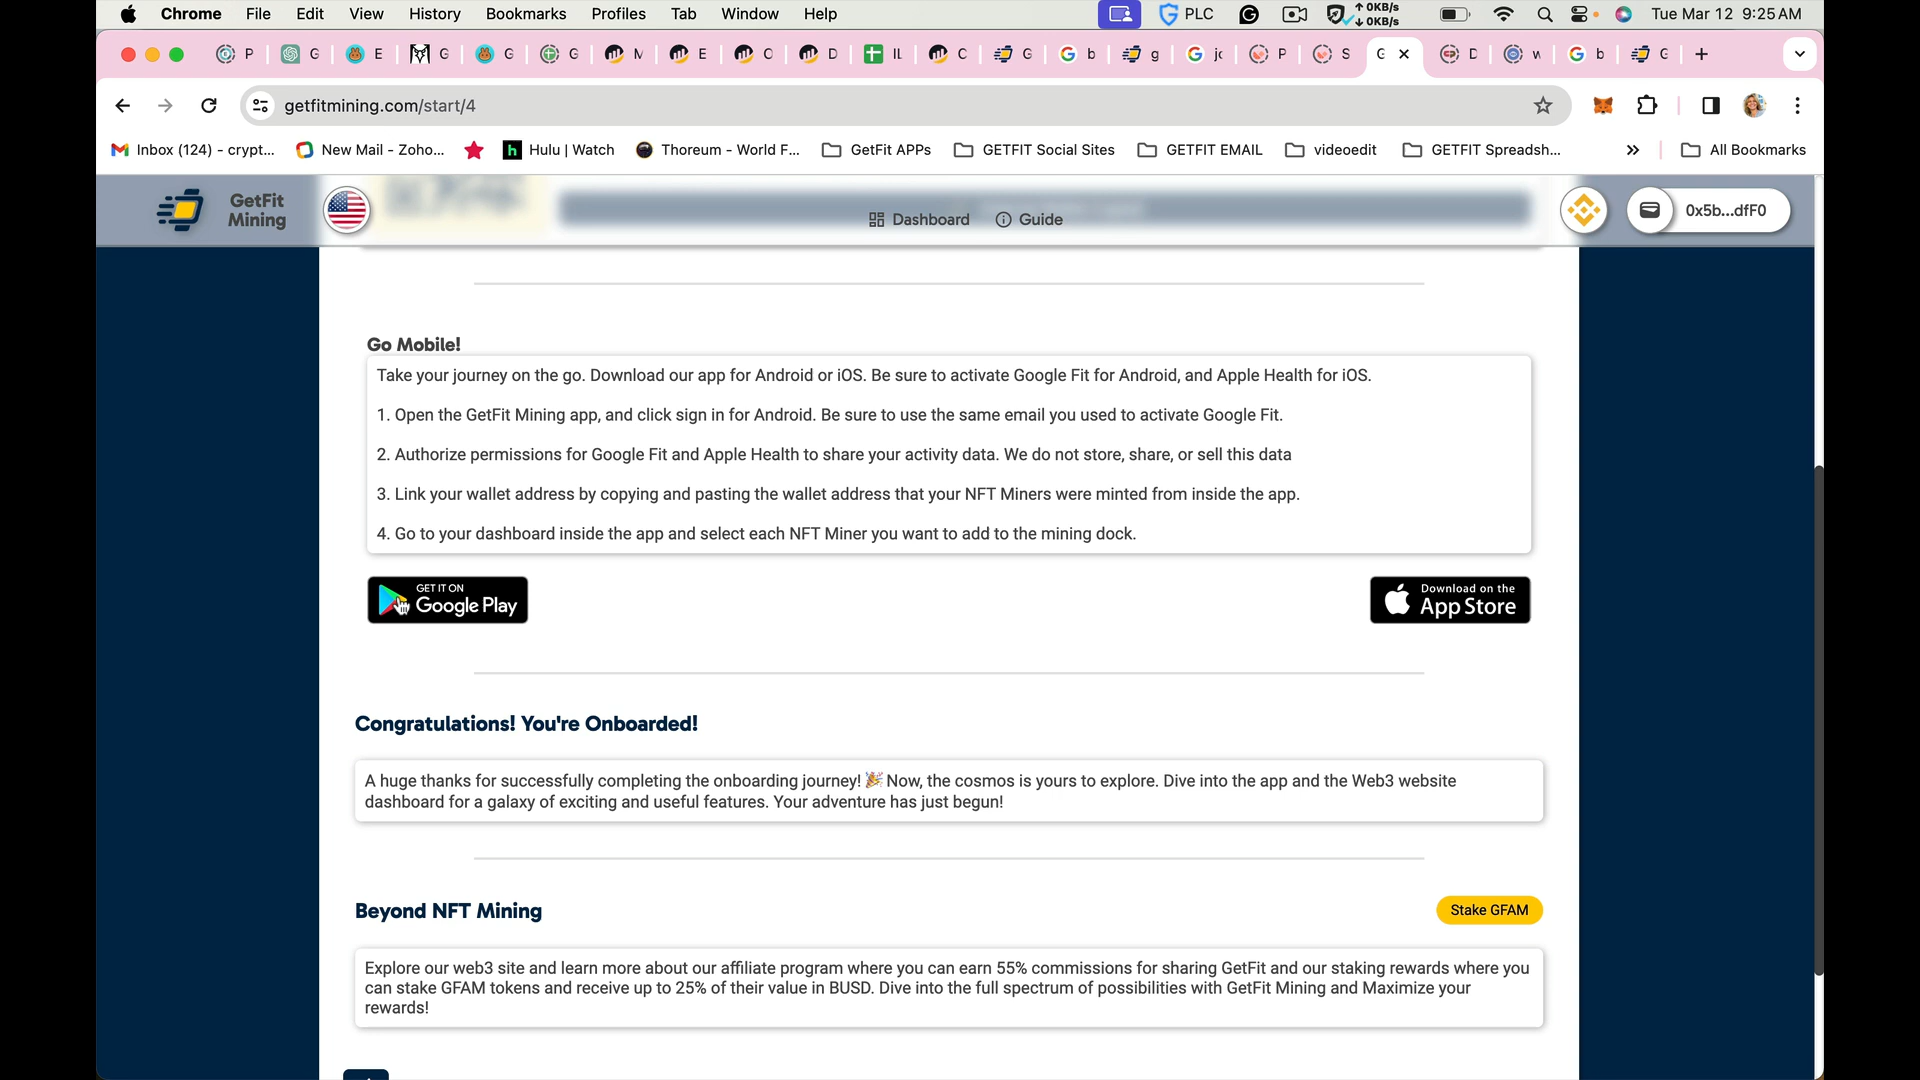 Chrome File Edit View History Bookmarks Profiles Tab Window Help PLC 0KB/s 0KB/s Tue Mar 12 9:25 AM
P G E G G G M E C D IL C G b g jc P S G D w b G
getfitmining.com/start/4
Inbox (124) - crypt... New Mail - Zoho... Hulu | Watch Thoreum - World F... GetFit APPs GETFIT Social Sites GETFIT EMAIL videoedit GETFIT Spreadsh... All Bookmarks
GetFit Mining
Dashboard Guide
0x5b...dfF0
Go Mobile!
Take your journey on the go. Download our app for Android or iOS. Be sure to activate Google Fit for Android, and Apple Health for iOS.
1. Open the GetFit Mining app, and click sign in for Android. Be sure to use the same email you used to activate Google Fit.
2. Authorize permissions for Google Fit and Apple Health to share your activity data. We do not store, share, or sell this data
3. Link your wallet address by copying and pasting the wallet address that your NFT Miners were minted from inside the app.
4. Go to your dashboard inside the app and select each NFT Miner you want to add to the mining dock.
GET IT ON
Google Play
Download on the
App Store
Congratulations! You're Onboarded!
A huge thanks for successfully completing the onboarding journey! 🎉 Now, the cosmos is yours to explore. Dive into the app and the Web3 website
dashboard for a galaxy of exciting and useful features. Your adventure has just begun!
Beyond NFT Mining
Stake GFAM
Explore our web3 site and learn more about our affiliate program where you can earn 55% commissions for sharing GetFit and our staking rewards where you
can stake GFAM tokens and receive up to 25% of their value in BUSD. Dive into the full spectrum of possibilities with GetFit Mining and Maximize your
rewards!